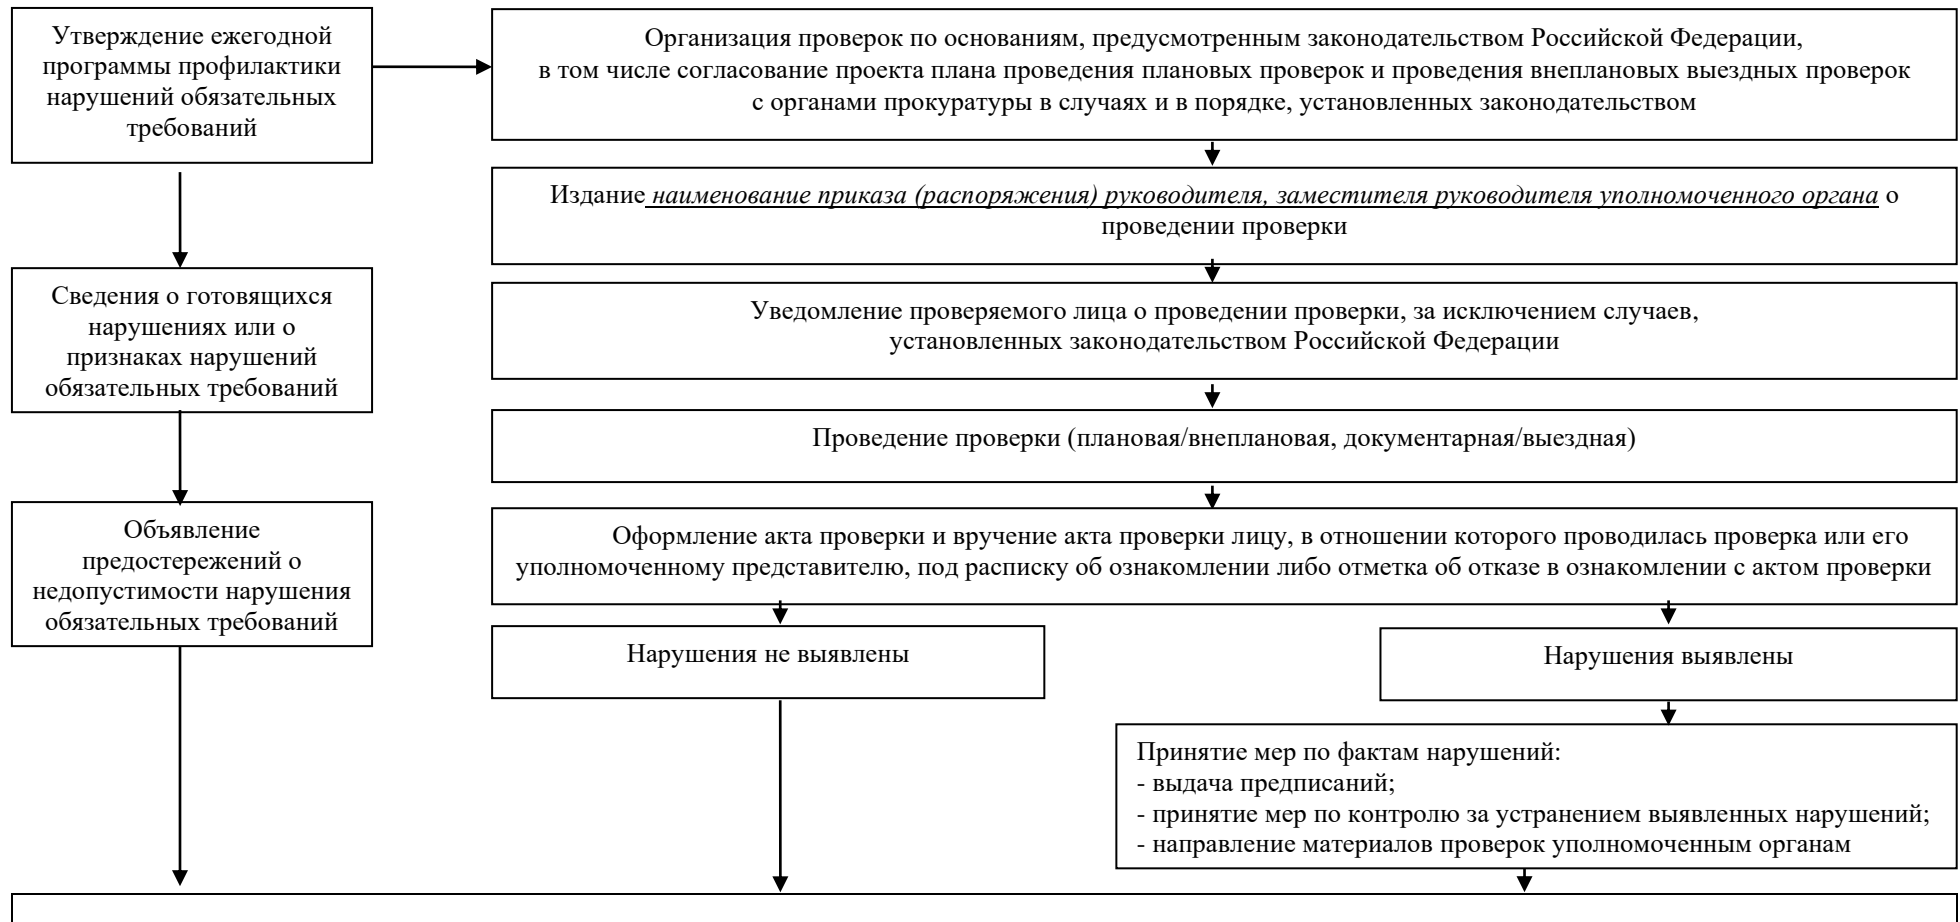 Утверждение ежегодной
программы профилактики
нарушений обязательных
требований
Организация проверок по основаниям, предусмотренным законодательством Российской Федерации,
в том числе согласование проекта плана проведения плановых проверок и проведения внеплановых выездных проверок
с органами прокуратуры в случаях и в порядке, установленных законодательством
Издание наименование приказа (распоряжения) руководителя, заместителя руководителя уполномоченного органа о
проведении проверки
Сведения о готовящихся
нарушениях или о
признаках нарушений
обязательных требований
Уведомление проверяемого лица о проведении проверки, за исключением случаев,
установленных законодательством Российской Федерации
Проведение проверки (плановая/внеплановая, документарная/выездная)
Объявление
предостережений о
недопустимости нарушения
обязательных требований
Оформление акта проверки и вручение акта проверки лицу, в отношении которого проводилась проверка или его
уполномоченному представителю, под расписку об ознакомлении либо отметка об отказе в ознакомлении с актом проверки
Нарушения не выявлены
Нарушения выявлены
Принятие мер по фактам нарушений:
- выдача предписаний;
- принятие мер по контролю за устранением выявленных нарушений;
- направление материалов проверок уполномоченным органам